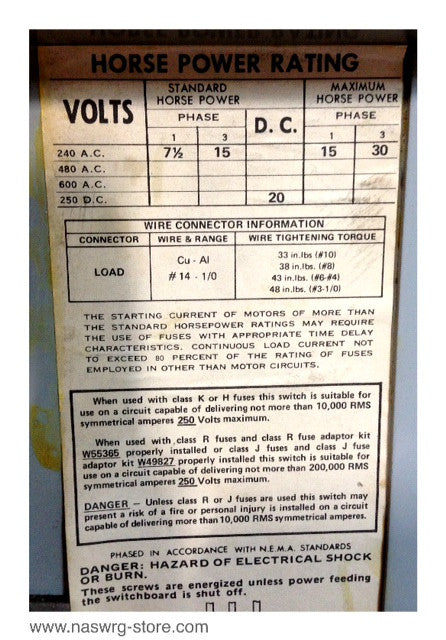 HORSE POWER RATING
VOLTS
STANDARD
HORSE POWER
PHASE
1 3
D. C.
MAXIMUM
HORSE POWER
PHASE
1 3
240 A.C. 7½ 15 15 30
480 A.C.
600 A.C.
250 D.C. 20
WIRE CONNECTOR INFORMATION
CONNECTOR WIRE & RANGE WIRE TIGHTENING TORQUE
LOAD
Cu - Al
# 14 - 1/0
33 in.lbs (#10)
38 in.lbs (#8)
43 in.lbs (#6-#4)
48 in.lbs (#3-1/0)
THE STARTING CURRENT OF MOTORS OF MORE THAN
THE STANDARD HORSEPOWER RATINGS MAY REQUIRE
THE USE OF FUSES WITH APPROPRIATE TIME DELAY
CHARACTERISTICS. CONTINUOUS LOAD CURRENT NOT
TO EXCEED 80 PERCENT OF THE RATING OF FUSES
EMPLOYED IN OTHER THAN MOTOR CIRCUITS.
When used with class K or H fuses this switch is suitable for
use on a circuit capable of delivering not more than 10,000 RMS
symmetrical amperes 250 Volts maximum.
When used with class R fuses and class R fuse adaptor kit
W55365 properly installed or class J fuses and class J fuse
adaptor kit W49827 properly installed this switch is suitable for
use on a circuit capable of delivering not more than 200,000 RMS
symmetrical amperes 250 Volts maximum.
DANGER - Unless class R or J fuses are used this switch may
present a risk of fire or personal injury is installed on a circuit
capable of delivering more than 10,000 RMS symmetrical amperes.
PHASED IN ACCORDANCE WITH N.E.M.A. STANDARDS
DANGER: HAZARD OF ELECTRICAL SHOCK
OR BURN.
These screws are energized unless power feeding
the switchboard is shut off.
www.naswrg-store.com